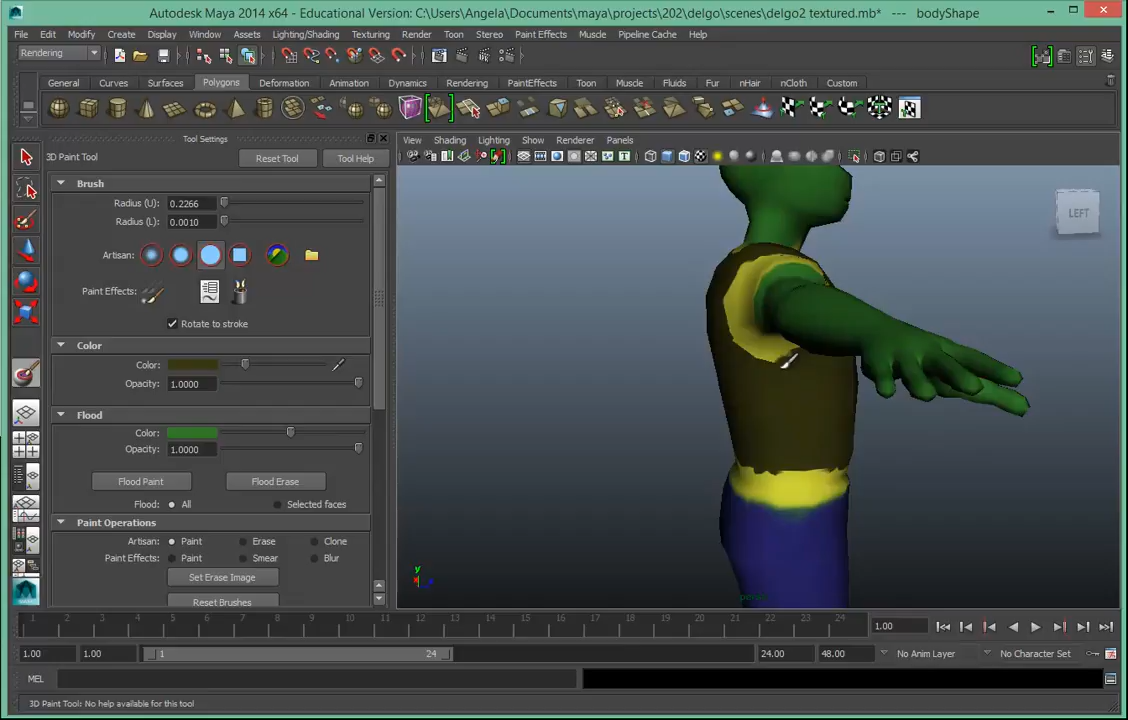 Autodesk Maya 2014 x64 - Educational Version: C:\Users\Angela\Documents\maya\projects\202\delgo\scenes\delgo2 textured.mb* --- bodyShape
File Edit Modify Create Display Window Assets Lighting/Shading Texturing Render Toon Stereo Paint Effects Muscle Pipeline Cache Help
Rendering
General Curves Surfaces Polygons Deformation Animation Dynamics Rendering PaintEffects Toon Muscle Fluids Fur nHair nCloth Custom
Tool Settings
3D Paint Tool Reset Tool Tool Help
View Shading Lighting Show Renderer Panels
Brush
Radius (U): 0.2266
Radius (L): 0.0010
Artisan:
Paint Effects:
Rotate to stroke
Color
Color:
Opacity: 1.0000
Flood
Color:
Opacity: 1.0000
Flood Paint Flood Erase
Flood: All Selected faces
Paint Operations
Artisan: Paint Erase Clone
Paint Effects: Paint Smear Blur
Set Erase Image
Reset Brushes
LEFT
y
1 2 3 4 5 6 7 8 9 10 11 12 13 14 15 16 17 18 19 20 21 22 23 24
1.00
1.00 1.00 1 24 24.00 48.00 No Anim Layer No Character Set
MEL
3D Paint Tool: No help available for this tool